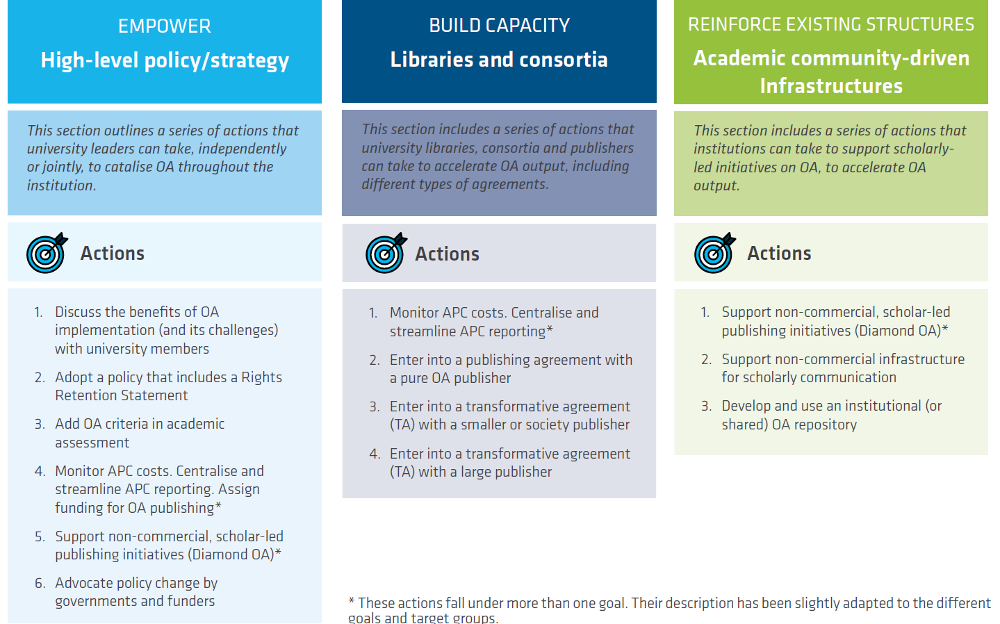 EMPOWER
High-level policy/strategy
This section outlines a series of actions that
university leaders can take, independently
or jointly, to catalise OA throughout the
institution.
Actions
1. Discuss the benefits of OA
implementation (and its challenges)
with university members
2. Adopt a policy that includes a Rights
Retention Statement
3. Add OA criteria in academic
assessment
4. Monitor APC costs. Centralise and
streamline APC reporting. Assign
funding for OA publishing*
5. Support non-commercial, scholar-led
publishing initiatives (Diamond OA)*
6. Advocate policy change by
governments and funders
BUILD CAPACITY
Libraries and consortia
This section includes a series of actions that
university libraries, consortia and publishers
can take to accelerate OA output, including
different types of agreements.
Actions
1. Monitor APC costs. Centralise and
streamline APC reporting*
2. Enter into a publishing agreement with
a pure OA publisher
3. Enter into a transformative agreement
(TA) with a smaller or society publisher
4. Enter into a transformative agreement
(TA) with a large publisher
REINFORCE EXISTING STRUCTURES
Academic community-driven
Infrastructures
This section includes a series of actions that
institutions can take to support scholarly-
led initiatives on OA, to accelerate OA
output.
Actions
1. Support non-commercial, scholar-led
publishing initiatives (Diamond OA)*
2. Support non-commercial infrastructure
for scholarly communication
3. Develop and use an institutional (or
shared) OA repository
* These actions fall under more than one goal. Their description has been slightly adapted to the different
goals and target groups.